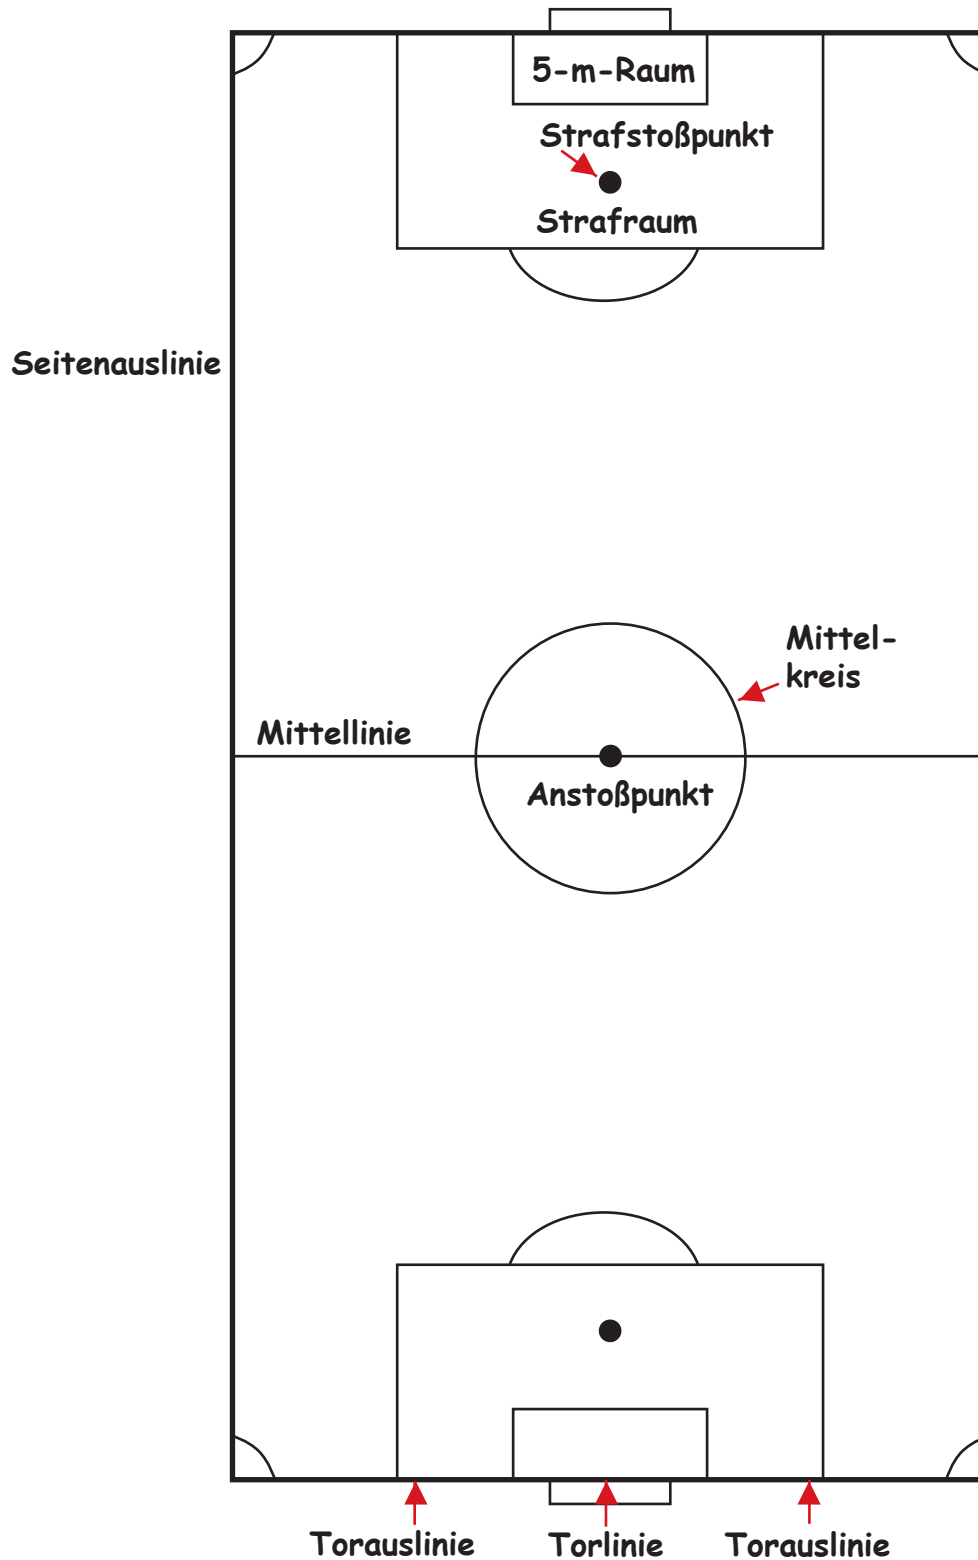 5-m-Raum
Strafstoßpunkt
Strafraum
Seitenauslinie
Mittel-
kreis
Mittellinie
Anstoßpunkt
Torauslinie
Torlinie
Torauslinie